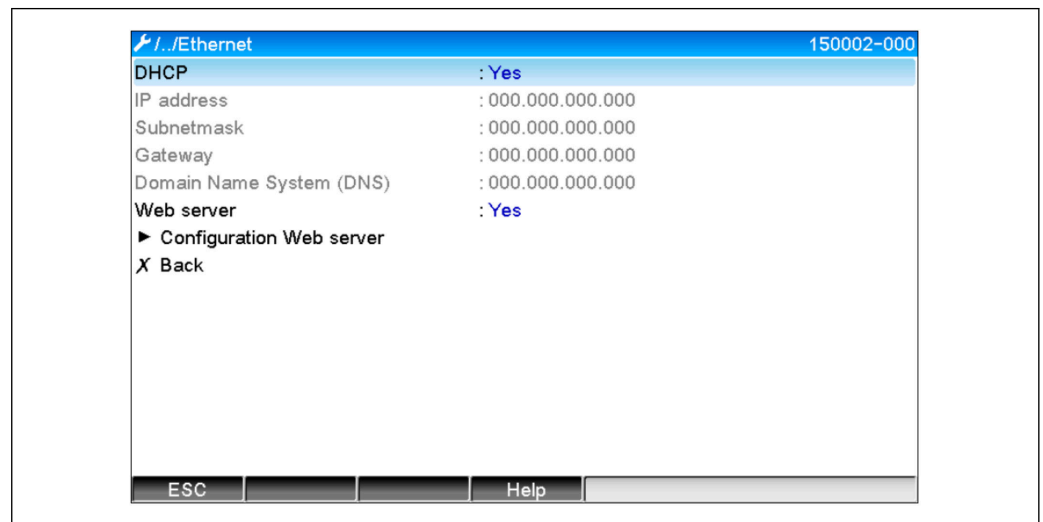 /../Ethernet 150002-000
DHCP : Yes
IP address : 000.000.000.000
Subnetmask : 000.000.000.000
Gateway : 000.000.000.000
Domain Name System (DNS) : 000.000.000.000
Web server : Yes
► Configuration Web server
X Back
ESC Help